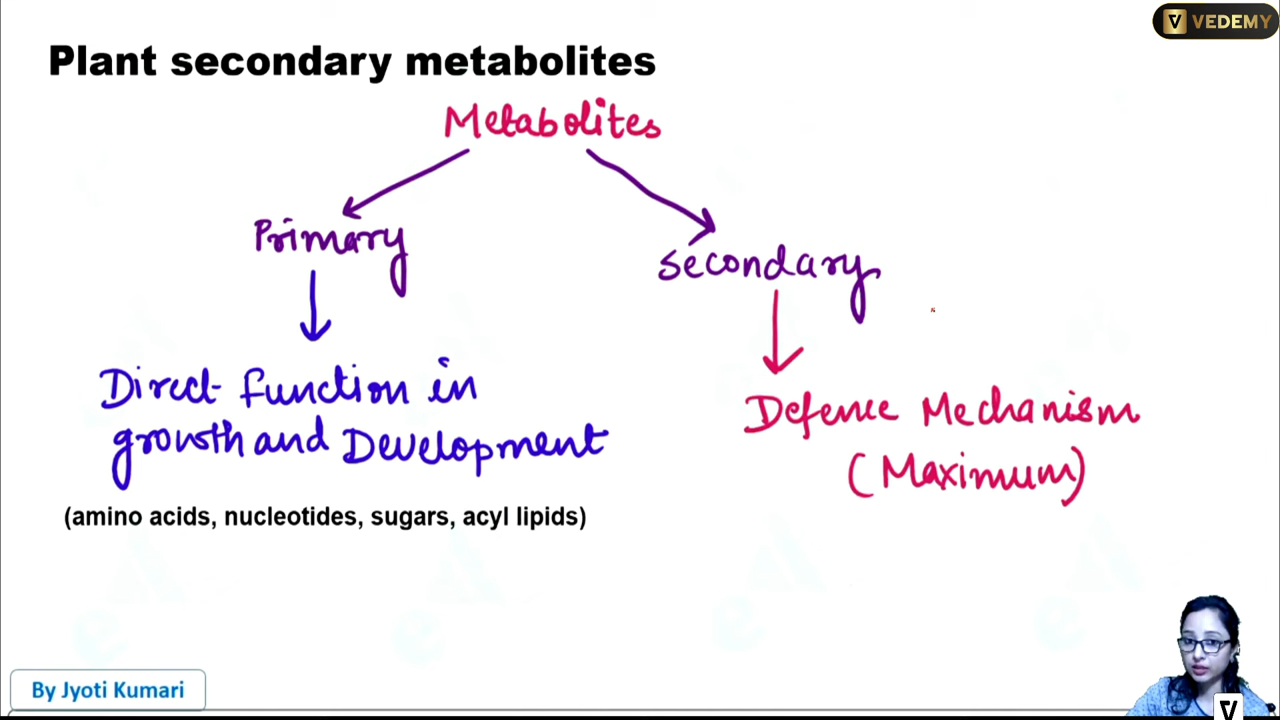 VEDEMY
Plant secondary metabolites
Metabolites
Primary
Secondary
Direct function in
growth and Development
(amino acids, nucleotides, sugars, acyl lipids)
Defence Mechanism
(Maximum)
By Jyoti Kumari